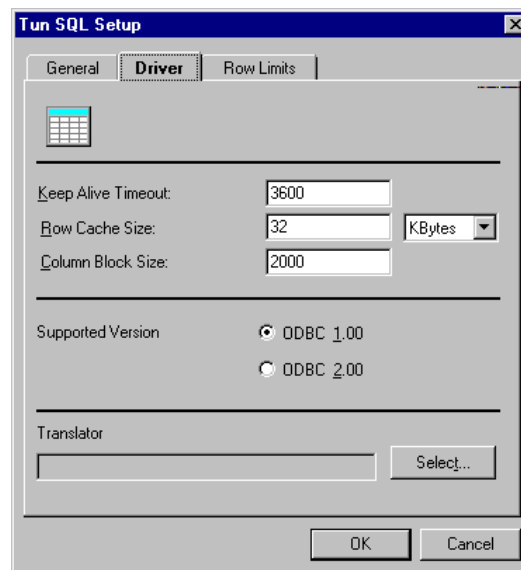 Tun SQL Setup
General Driver Row Limits
Keep Alive Timeout: 3600
Row Cache Size: 32 KBytes
Column Block Size: 2000
Supported Version ODBC 1.00
ODBC 2.00
Translator
Select...
OK Cancel